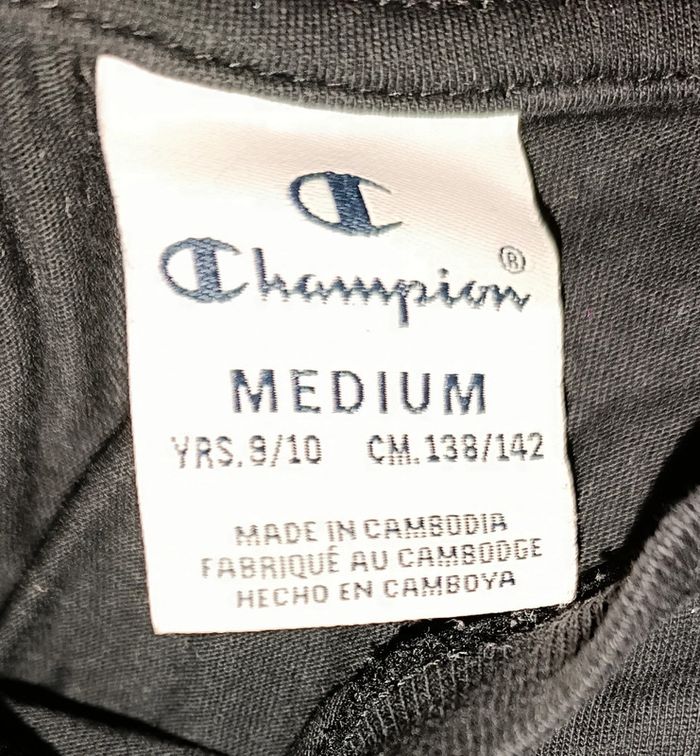 Champion®
MEDIUM
YRS.9/10 CM.138/142
MADE IN CAMBODIA
FABRIQUÉ AU CAMBODGE
HECHO EN CAMBOYA